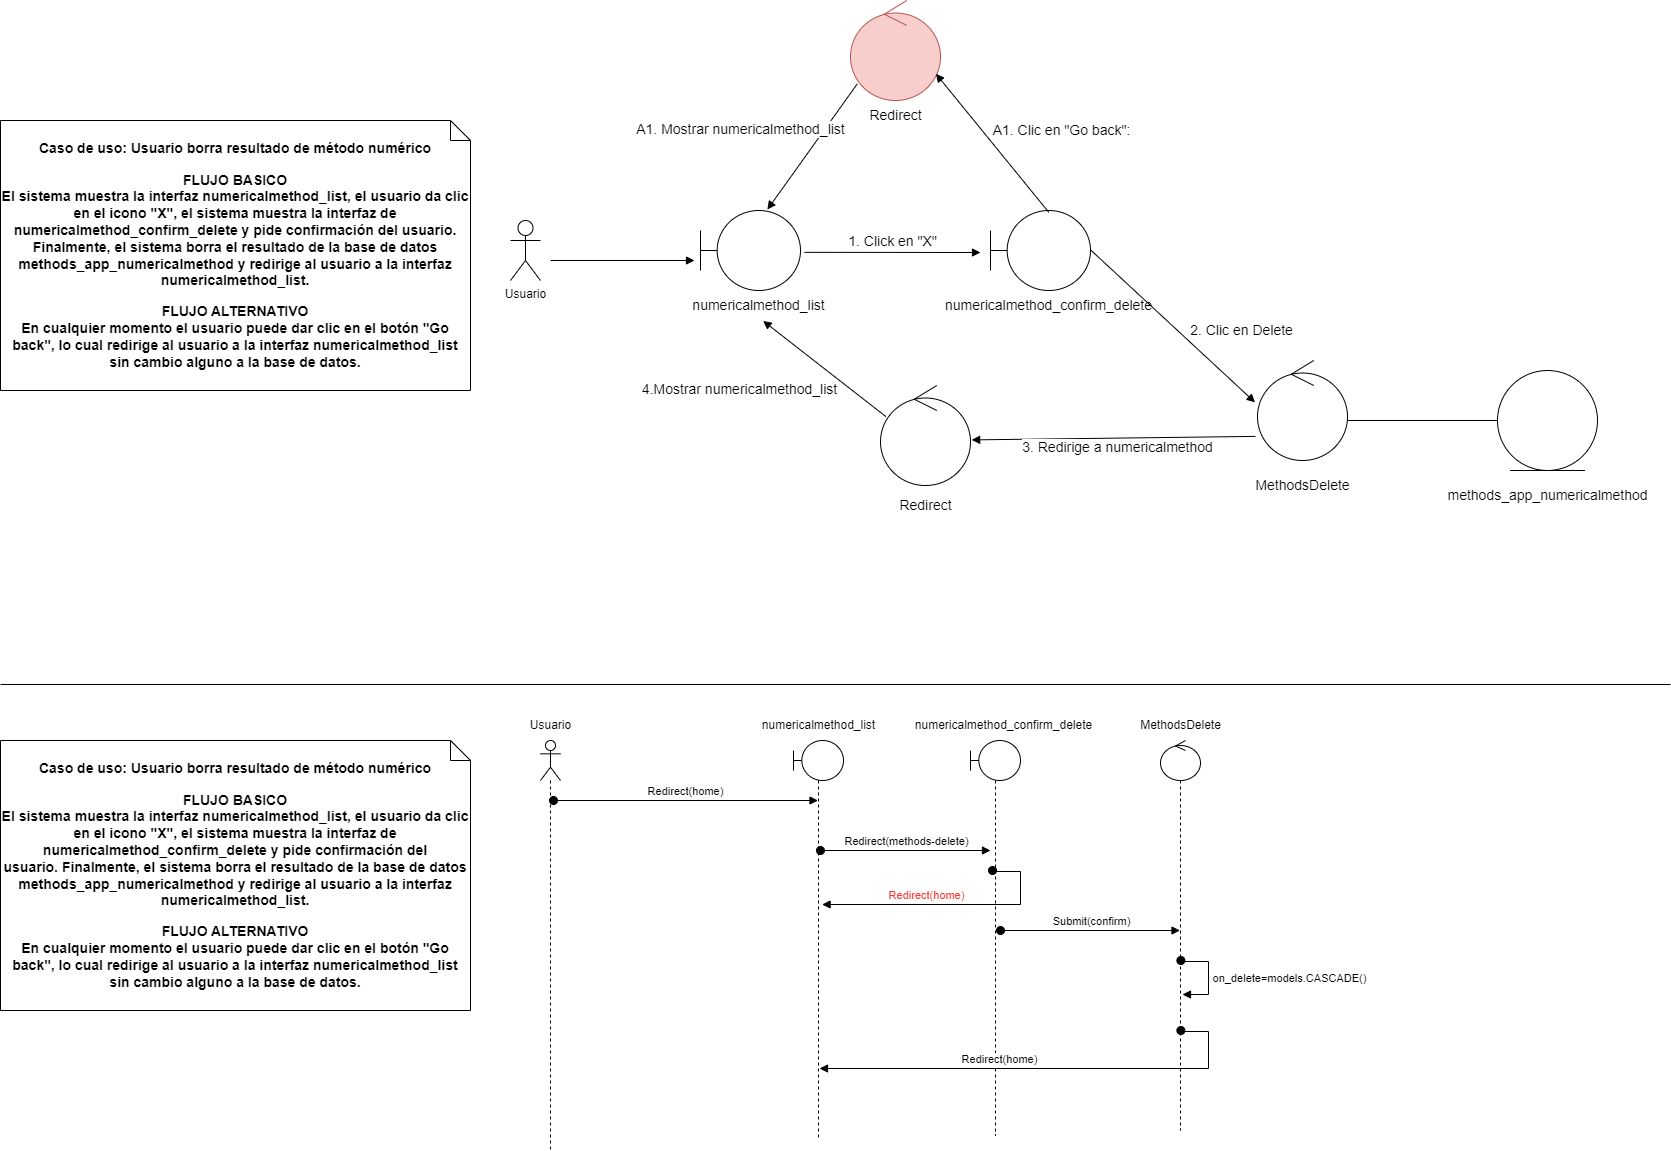 Redirect
A1. Mostrar numericalmethod_list
A1. Clic en "Go back":
Caso de uso: Usuario borra resultado de método numérico
FLUJO BASICO
El sistema muestra la interfaz numericalmethod_list, el usuario da clic
en el icono "X", el sistema muestra la interfaz de
numericalmethod_confirm_delete y pide confirmación del usuario.
Finalmente, el sistema borra el resultado de la base de datos
methods_app_numericalmethod y redirige al usuario a la interfaz
numericalmethod_list.
FLUJO ALTERNATIVO
En cualquier momento el usuario puede dar clic en el botón "Go
back", lo cual redirige al usuario a la interfaz numericalmethod_list
sin cambio alguno a la base de datos.
Usuario
1. Click en "X"
numericalmethod_list
numericalmethod_confirm_delete
2. Clic en Delete
4.Mostrar numericalmethod_list
3. Redirige a numericalmethod
Redirect
MethodsDelete
methods_app_numericalmethod
Caso de uso: Usuario borra resultado de método numérico
FLUJO BASICO
El sistema muestra la interfaz numericalmethod_list, el usuario da clic
en el icono "X", el sistema muestra la interfaz de
numericalmethod_confirm_delete y pide confirmación del
usuario. Finalmente, el sistema borra el resultado de la base de datos
methods_app_numericalmethod y redirige al usuario a la interfaz
numericalmethod_list.
FLUJO ALTERNATIVO
En cualquier momento el usuario puede dar clic en el botón "Go
back", lo cual redirige al usuario a la interfaz numericalmethod_list
sin cambio alguno a la base de datos.
Usuario
numericalmethod_list
numericalmethod_confirm_delete
MethodsDelete
Redirect(home)
Redirect(methods-delete)
Redirect(home)
Submit(confirm)
on_delete=models.CASCADE()
Redirect(home)